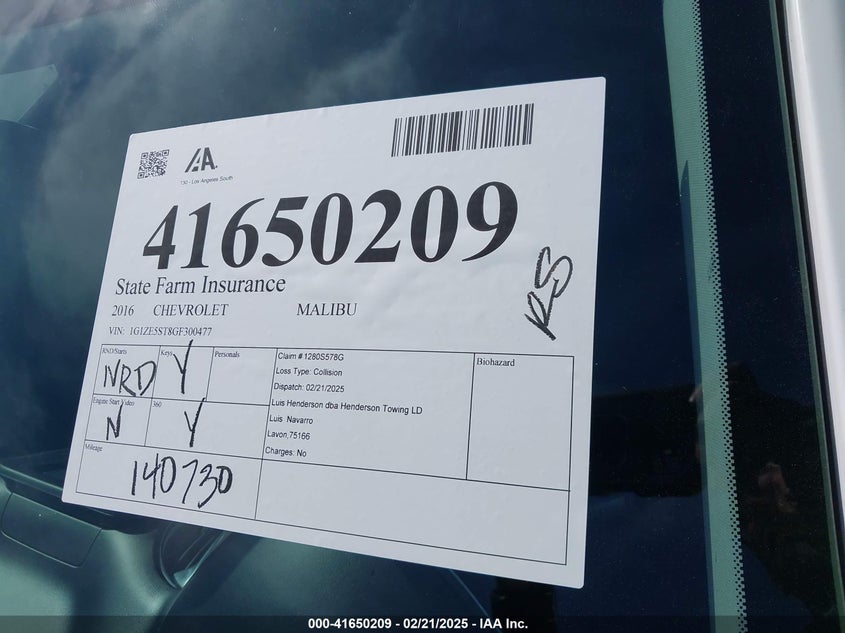 IAA
130 - Los Angeles South
41650209
State Farm Insurance
2016 CHEVROLET MALIBU
VIN: 1G1ZE5ST8GF300477
RS
RND/Starts Keys Personals
NRD Y
Engine Start Video 360
N Y
Mileage
140730
Claim # 1280S578G
Loss Type: Collision
Dispatch: 02/21/2025
Luis Henderson dba Henderson Towing LD
Luis Navarro
Lavon,75166
Charges: No
Biohazard
000-41650209 - 02/21/2025 - IAA Inc.